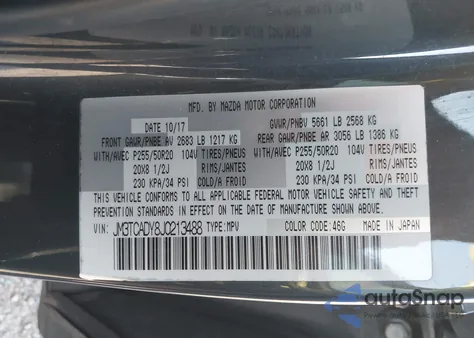 MFD. BY MAZDA MOTOR CORPORATION
DATE 10/17 GVWR/PNBV 5661 LB 2568 KG
FRONT GAWR/PNBE AV 2683 LB 1217 KG REAR GAWR/PNBE AR 3056 LB 1386 KG
WITH/AVEC P255/50R20 104V TIRES/PNEUS WITH/AVEC P255/50R20 104V TIRES/PNEUS
20X8 1/2J RIMS/JANTES 20X8 1/2J RIMS/JANTES
230 KPA/34 PSI COLD/A FROID 230 KPA/34 PSI COLD/A FROID
THIS VEHICLE CONFORMS TO ALL APPLICABLE FEDERAL MOTOR VEHICLE SAFETY AND THEFT
PREVENTION STANDARDS IN EFFECT ON THE DATE OF MANUFACTURE SHOWN ABOVE.
VIN: JM3TCADY8J0213488 TYPE:MPV COLOR CODE:46G MADE IN JAPAN
autoSnap